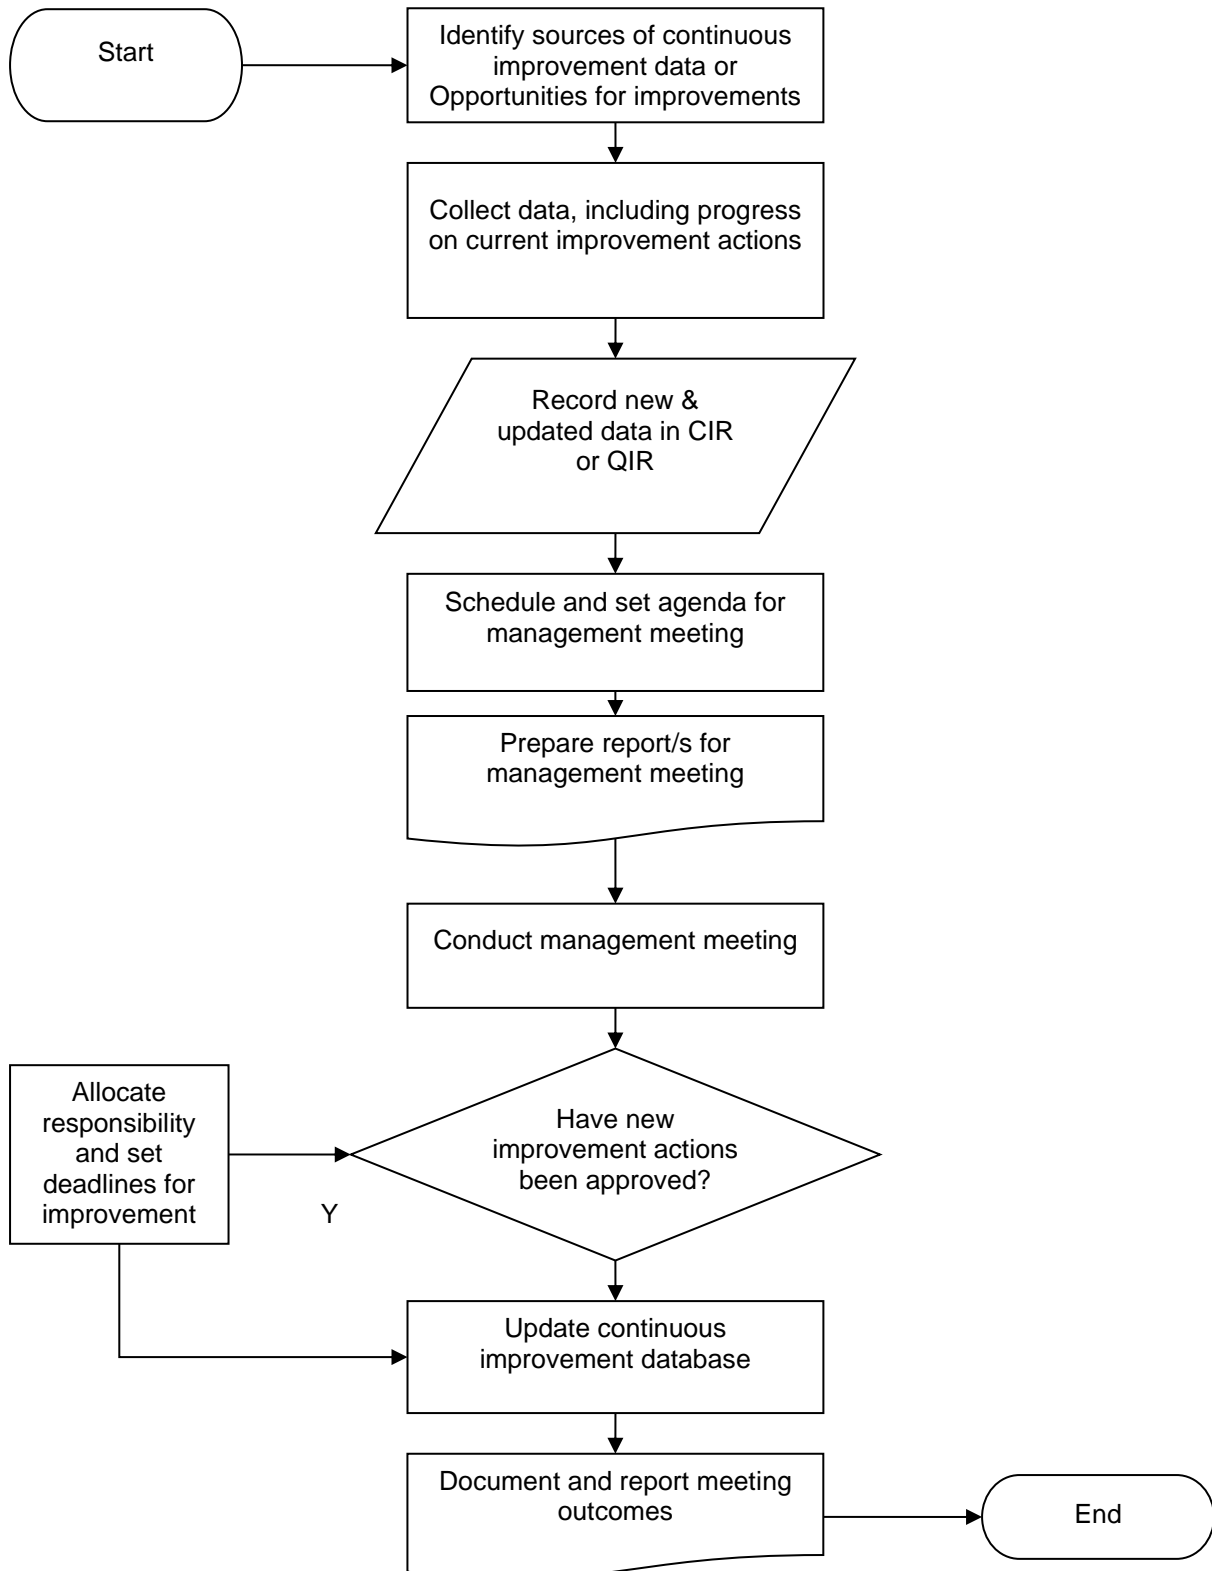 Start
Identify sources of continuous
improvement data or
Opportunities for improvements
Collect data, including progress
on current improvement actions
Record new &
updated data in CIR
or QIR
Schedule and set agenda for
management meeting
Prepare report/s for
management meeting
Conduct management meeting
Have new
improvement actions
been approved?
Y
Allocate
responsibility
and set
deadlines for
improvement
Update continuous
improvement database
Document and report meeting
outcomes
End